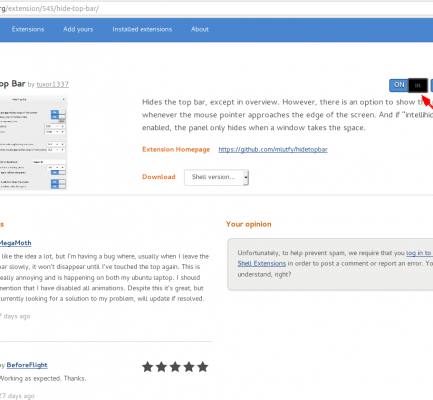 rg/extension/545/hide-top-bar/
Extensions Add yours Installed extensions About
op Bar by tuxor1337
ON
Hides the top bar, except in overview. However, there is an option to show th
whenever the mouse pointer approaches the edge of the screen. And if "intellihid
enabled, the panel only hides when a window takes the space.
Extension Homepage https://github.com/mlutfy/hidetopbar
Download Shell version...
s
MegaMoth
like the idea a lot, but I'm having a bug where, usually when I leave the
bar slowly, it won't disappear until I've touched the top again. This is
really annoying and is happening on both my ubuntu laptop. I should
mention that I have disabled all animations. Despite this it's great, but
currently looking for a solution to my problem, will update if resolved.
7 days ago
by BeforeFlight
Working as expected. Thanks.
27 days ago
Your opinion
Unfortunately, to help prevent spam, we require that you log in to
Shell Extensions in order to post a comment or report an error. Yo
understand, right?